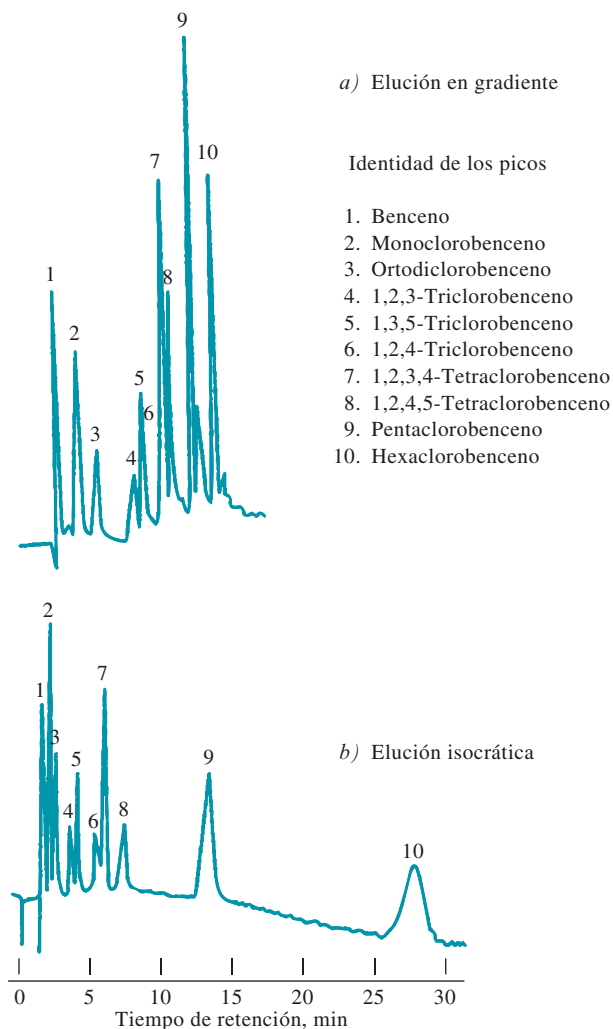 9
a) Elución en gradiente
7
10
Identidad de los picos
1. Benceno
2. Monoclorobenceno
3. Ortodiclorobenceno
4. 1,2,3-Triclorobenceno
5. 1,3,5-Triclorobenceno
6. 1,2,4-Triclorobenceno
7. 1,2,3,4-Tetraclorobenceno
8. 1,2,4,5-Tetraclorobenceno
9. Pentaclorobenceno
10. Hexaclorobenceno
1
8
2
5
6
3
4
2
7
1
3
b) Elución isocrática
5
9
4
6
8
10
0 5 10 15 20 25 30
Tiempo de retención, min